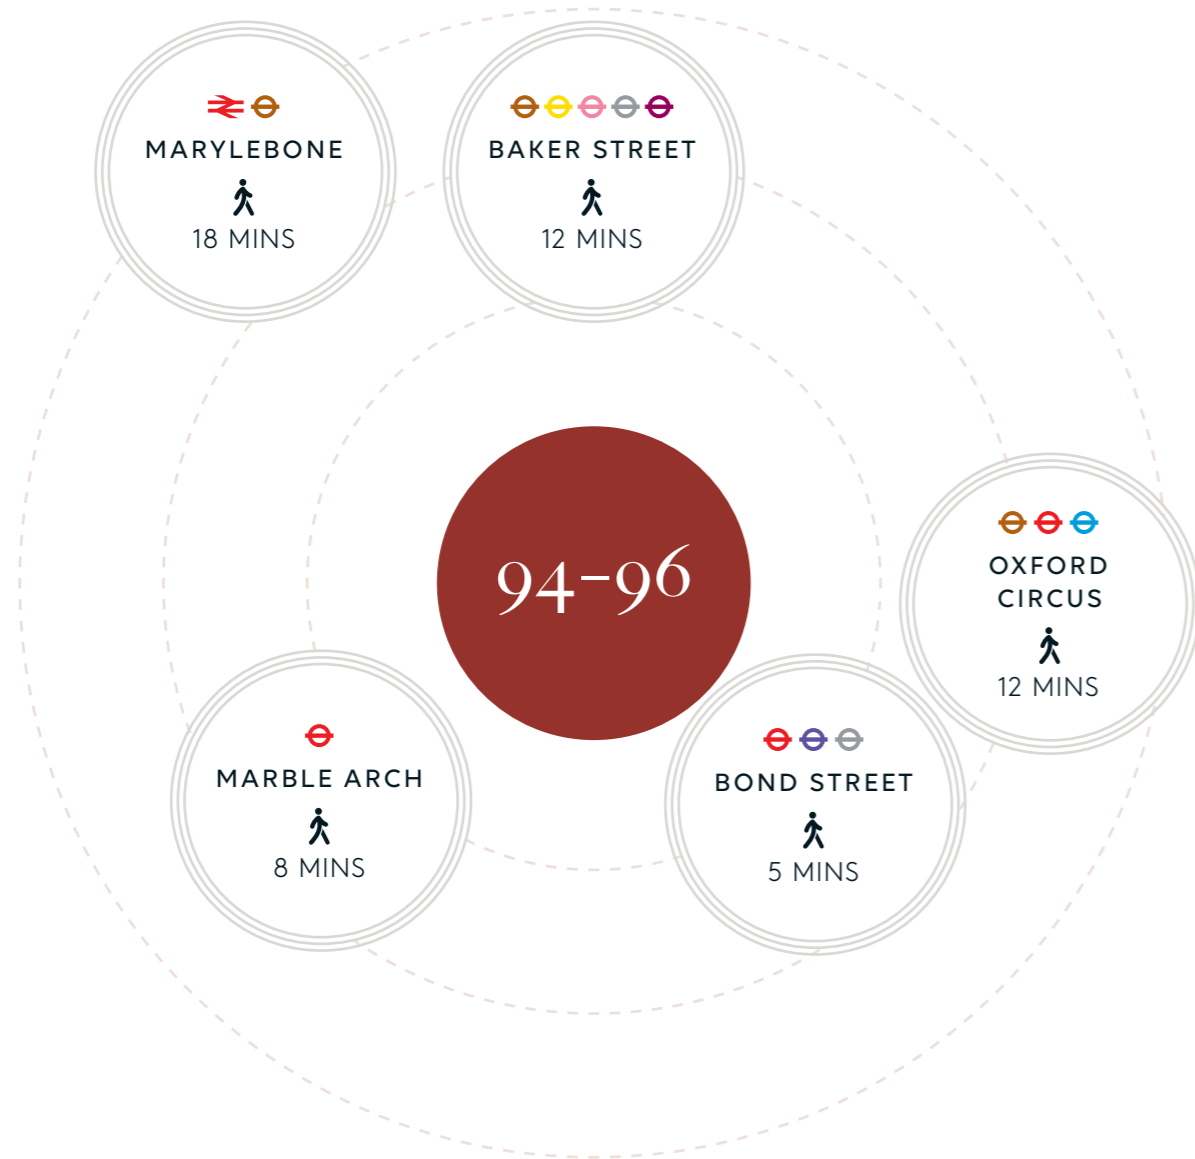 MARYLEBONE
18 MINS
BAKER STREET
12 MINS
94–96
OXFORD
CIRCUS
12 MINS
MARBLE ARCH
8 MINS
BOND STREET
5 MINS